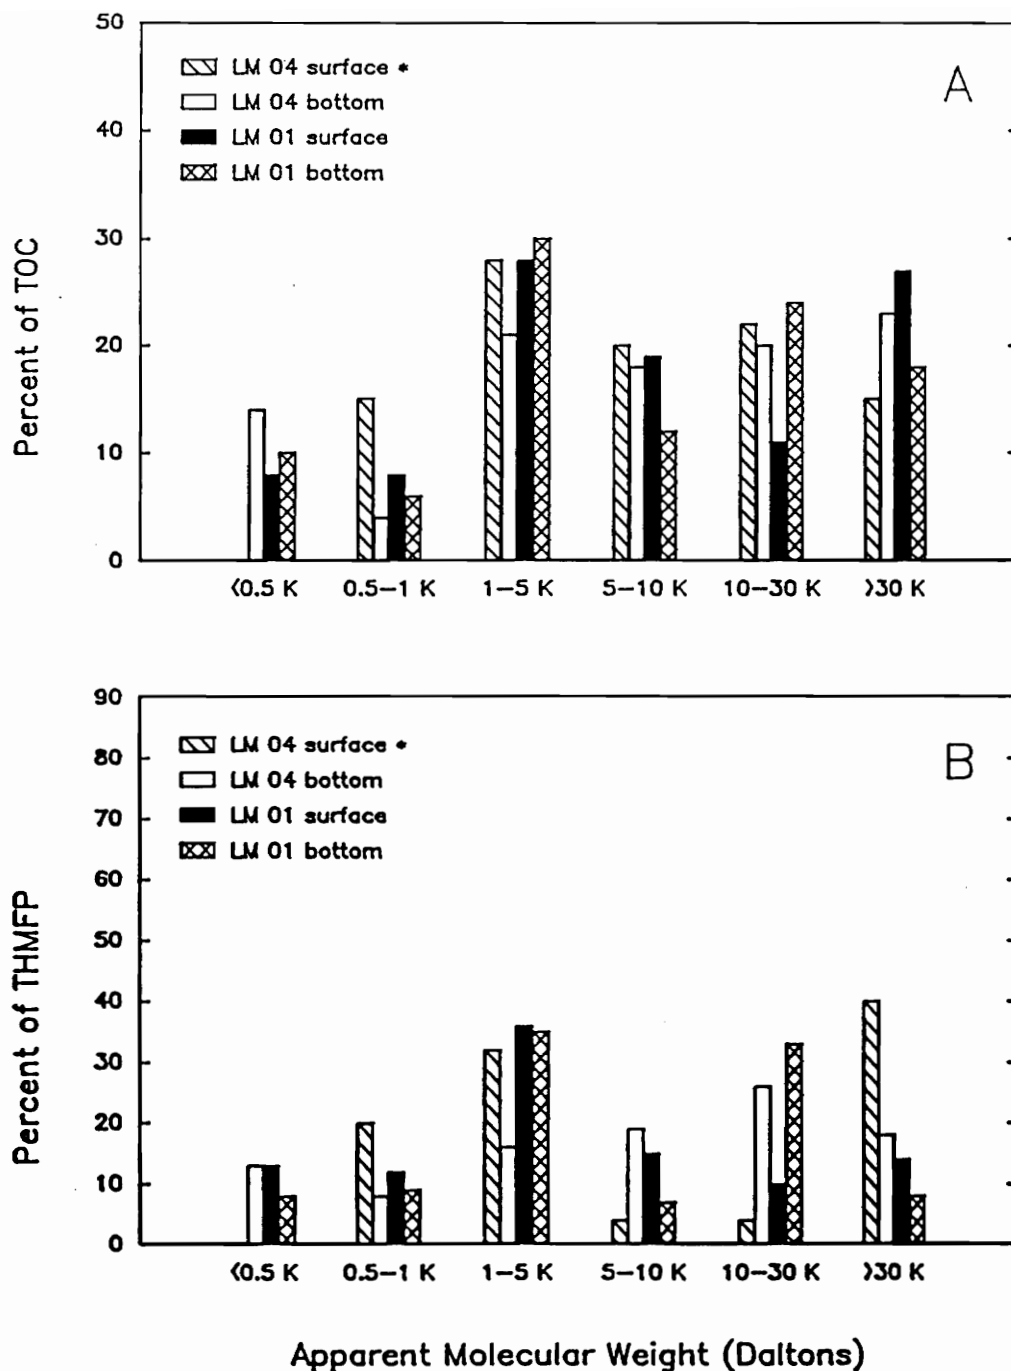 50
40
30
20
10
0
Percent of TOC
LM 04 surface *
LM 04 bottom
LM 01 surface
LM 01 bottom
A
<0.5 K 0.5-1 K 1-5 K 5-10 K 10-30 K >30 K
90
80
70
60
50
40
30
20
10
0
Percent of THMFP
LM 04 surface *
LM 04 bottom
LM 01 surface
LM 01 bottom
B
<0.5 K 0.5-1 K 1-5 K 5-10 K 10-30 K >30 K
Apparent Molecular Weight (Daltons)